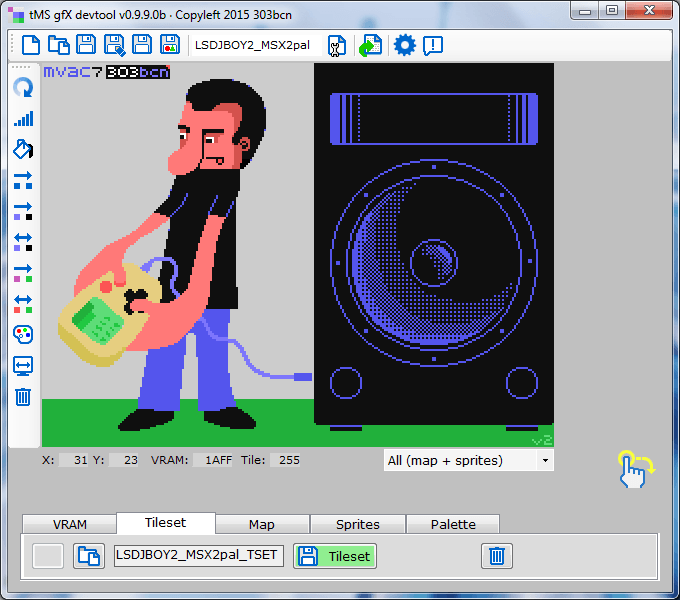 tMS gfX devtool v0.9.9.0b · Copyleft 2015 303bcn
LSDJBOY2_MSX2pal
mvac7 303bcn
v2
X: 31 Y: 23 VRAM: 1AFF Tile: 255
All (map + sprites)
VRAM Tileset Map Sprites Palette
LSDJBOY2_MSX2pal_TSET Tileset